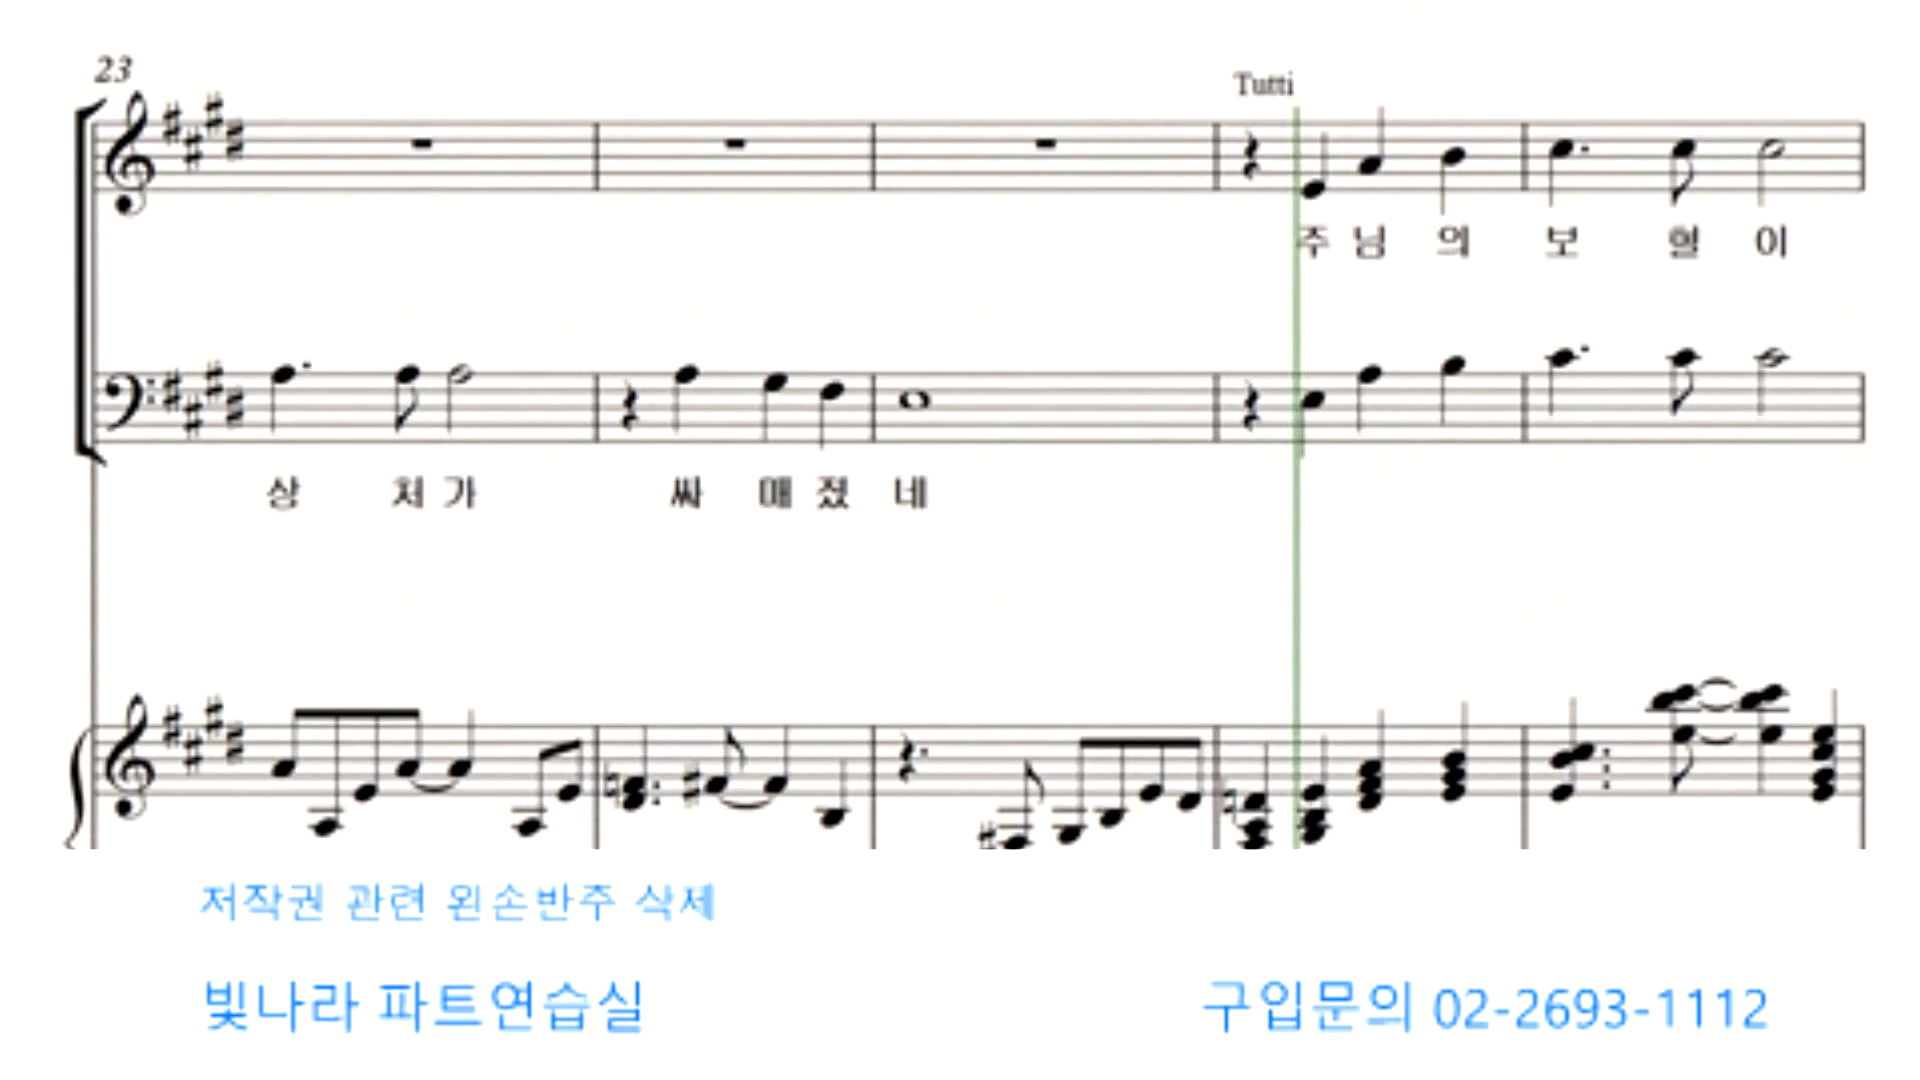 23
Tutti
주 님 의 보 혈 이
상 처 가 싸 매 졌 네
저작권 관련 왼손반주 삭제
빛나라 파트연습실
구입문의 02-2693-1112